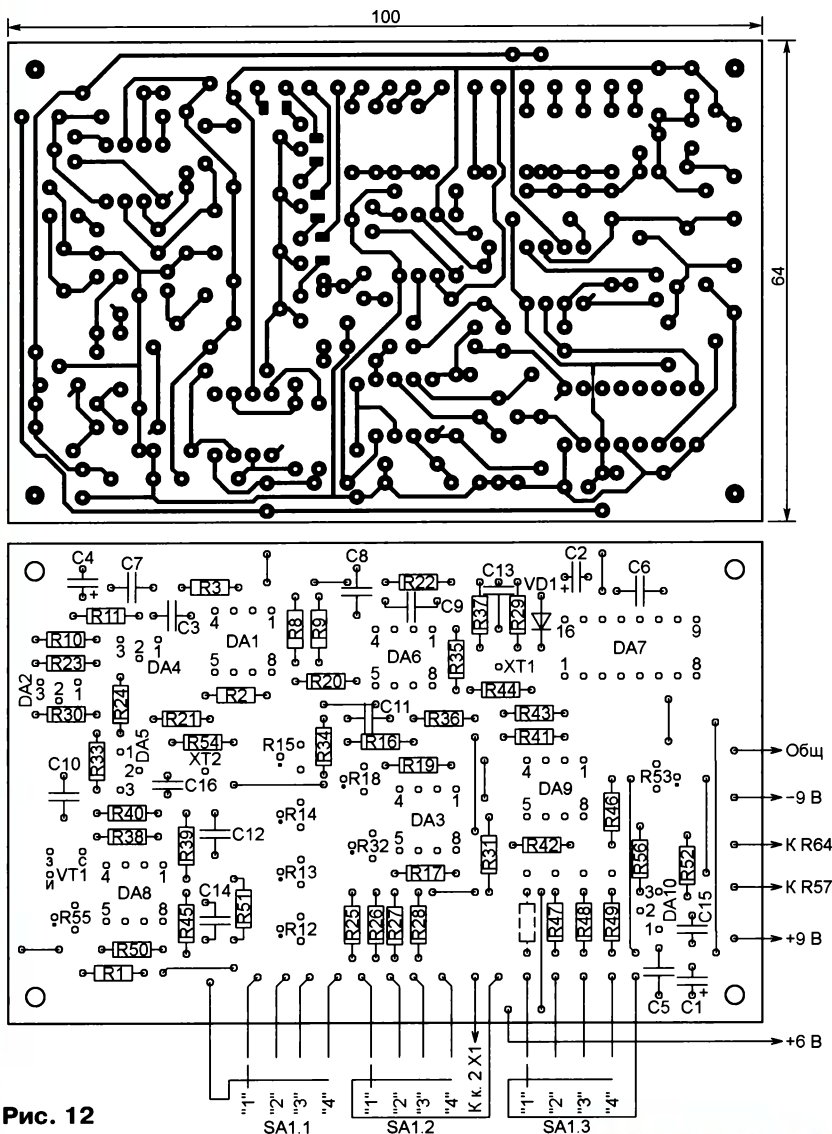 100
64
C4
C7
R3
C8
R22
C13
C2
C6
VD1
+
+
R11
C3
4
1
R8
R9
C9
R37
R29
16
9
R10
3
2
1
DA1
4
1
R35
DA7
R23
DA4
5
8
DA6
XT1
1
8
DA2
3
2
1
R24
R2
R20
5
8
R44
R30
R21
C11
R36
R43
R33
1
DA5
R54
R15
R34
R16
R41
Общ
C10
2
XT2
R18
R19
4
1
R53
−9 В
3
C16
4
1
DA9
R40
R14
DA3
5
8
R46
К R64
R38
R39
C12
R32
5
8
R31
R42
R56
R52
З
С
И
VT1
4
1
R13
R17
К R57
DA8
C14
R51
3
2
1
DA10
C15
R55
5
8
R45
R12
R25
R26
R27
R28
R47
R48
R49
+9 В
R50
R1
C5
C1
+
+6 В
К к. 2 X1
"1"
"2"
"3"
"4"
"1"
"2"
"3"
"4"
"1"
"2"
"3"
"4"
Рис. 12
SA1.1
SA1.2
SA1.3